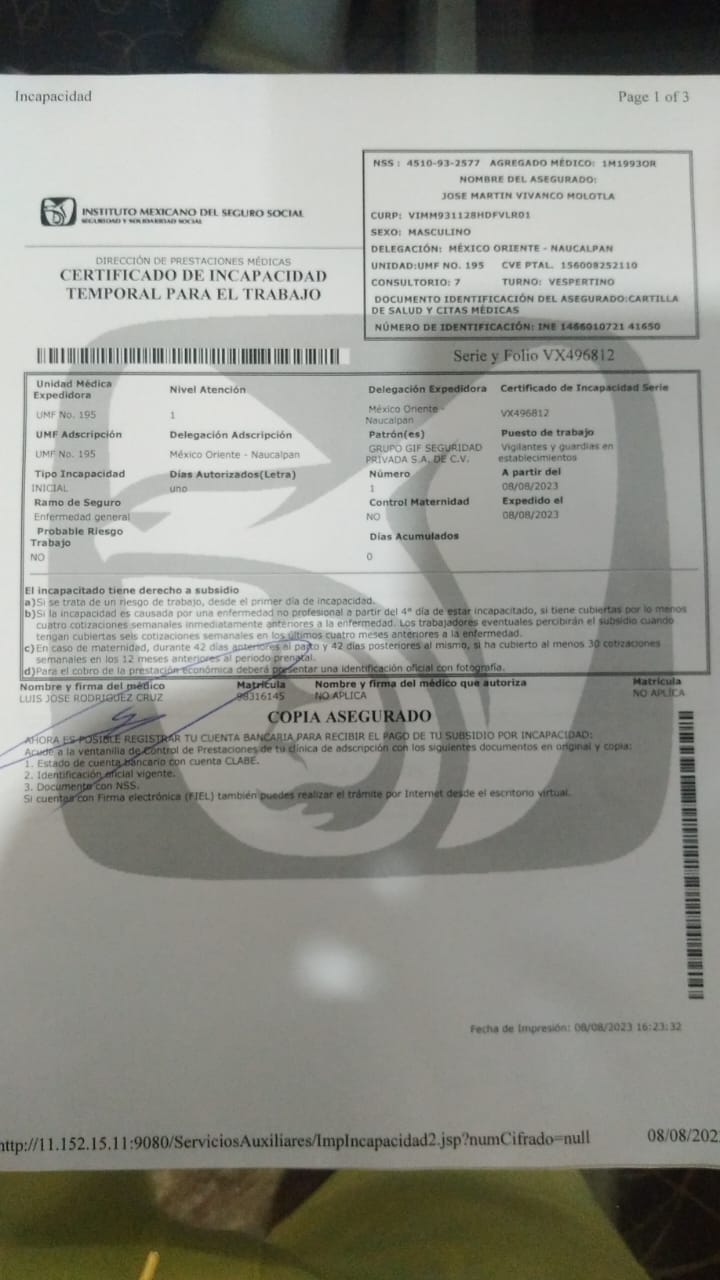 Incapacidad
Page 1 of 3
NSS : 4510-93-2577 AGREGADO MÉDICO: 1M1993OR
NOMBRE DEL ASEGURADO:
JOSE MARTIN VIVANCO MOLOTLA
CURP: VIMM931128HDFVLR01
SEXO: MASCULINO
DELEGACIÓN: MÉXICO ORIENTE - NAUCALPAN
UNIDAD:UMF NO. 195 CVE PTAL. 156008252110
CONSULTORIO: 7 TURNO: VESPERTINO
DOCUMENTO IDENTIFICACIÓN DEL ASEGURADO:CARTILLA
DE SALUD Y CITAS MÉDICAS
NÚMERO DE IDENTIFICACIÓN: INE 1466010721 41650
INSTITUTO MEXICANO DEL SEGURO SOCIAL
SEGURIDAD Y SOLIDARIDAD SOCIAL
DIRECCIÓN DE PRESTACIONES MÉDICAS
CERTIFICADO DE INCAPACIDAD
TEMPORAL PARA EL TRABAJO
Serie y Folio VX496812
Unidad Médica
Expedidora
Nivel Atención
Delegación Expedidora
Certificado de Incapacidad Serie
UMF No. 195
1
México Oriente -
Naucalpan
VX496812
UMF Adscripción
Delegación Adscripción
Patrón(es)
Puesto de trabajo
UMF No. 195
México Oriente - Naucalpan
GRUPO GIF SEGURIDAD
PRIVADA S.A. DE C.V.
Vigilantes y guardias en
establecimientos
Tipo Incapacidad
Días Autorizados(Letra)
Número
A partir del
INICIAL
uno
1
08/08/2023
Ramo de Seguro
Control Maternidad
Expedido el
Enfermedad general
NO
08/08/2023
Probable Riesgo
Trabajo
Días Acumulados
NO
0
El incapacitado tiene derecho a subsidio
a)Si se trata de un riesgo de trabajo, desde el primer día de incapacidad.
b)Si la incapacidad es causada por una enfermedad no profesional a partir del 4° día de estar incapacitado, si tiene cubiertas por lo menos
cuatro cotizaciones semanales inmediatamente anteriores a la enfermedad. Los trabajadores eventuales percibirán el subsidio cuando
tengan cubiertas seis cotizaciones semanales en los últimos cuatro meses anteriores a la enfermedad.
c)En caso de maternidad, durante 42 días anteriores al parto y 42 días posteriores al mismo, si ha cubierto al menos 30 cotizaciones
semanales en los 12 meses anteriores al periodo prenatal.
d)Para el cobro de la prestación económica deberá presentar una identificación oficial con fotografía.
Nombre y firma del médico
Matrícula
Nombre y firma del médico que autoriza
Matrícula
LUIS JOSE RODRIGUEZ CRUZ
98316145
NO APLICA
NO APLICA
COPIA ASEGURADO
AHORA ES POSIBLE REGISTRAR TU CUENTA BANCARIA PARA RECIBIR EL PAGO DE TU SUBSIDIO POR INCAPACIDAD:
Acude a la ventanilla de Control de Prestaciones de tu clínica de adscripción con los siguientes documentos en original y copia:
1. Estado de cuenta bancario con cuenta CLABE.
2. Identificación oficial vigente.
3. Documento con NSS.
Si cuentas con Firma electrónica (FIEL) también puedes realizar el trámite por Internet desde el escritorio virtual.
Fecha de Impresión: 08/08/2023 16:23:32
http://11.152.15.11:9080/ServiciosAuxiliares/ImpIncapacidad2.jsp?numCifrado=null
08/08/202